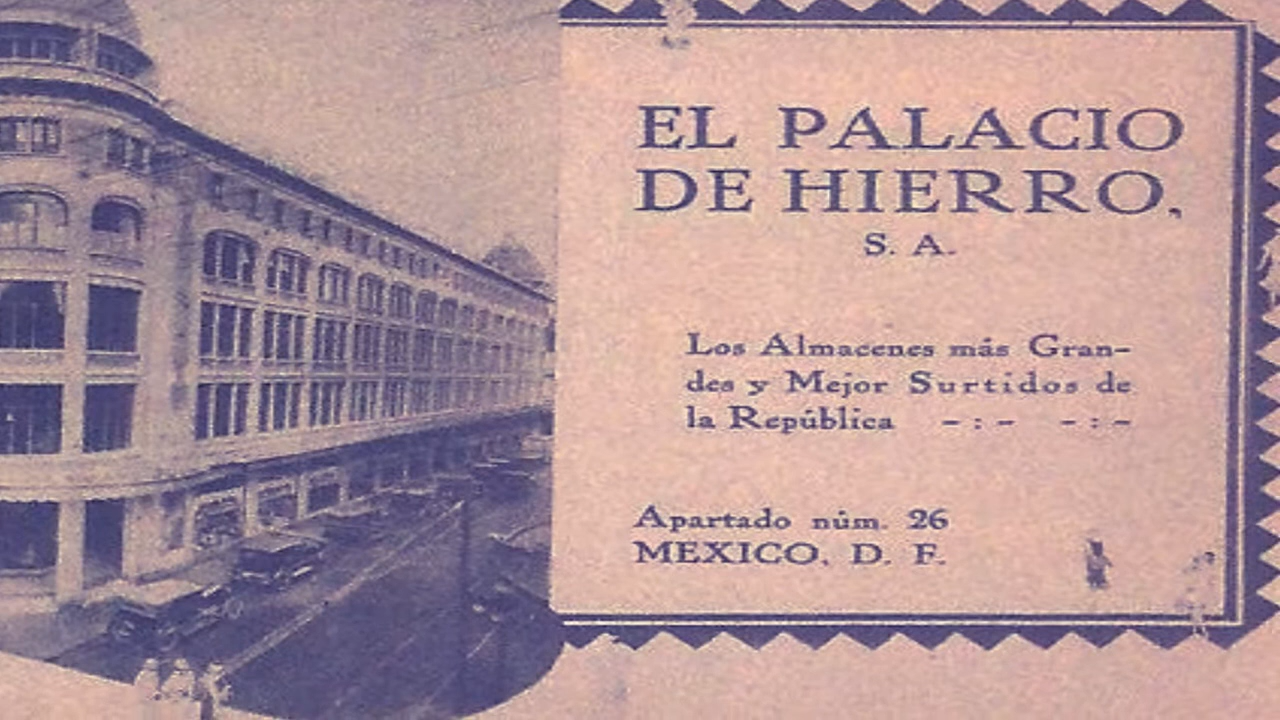 EL PALACIO
DE HIERRO,
S. A.
Los Almacenes más Gran-
des y Mejor Surtidos de
la República -:- -:-
Apartado núm. 26
MEXICO, D. F.